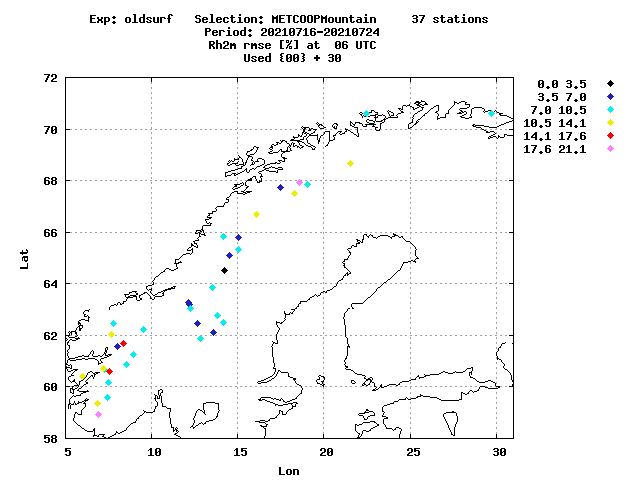 Exp: oldsurf Selection: METCOOPMountain 37 stations
Period: 20210716-20210724
Rh2m rmse [%] at 06 UTC
Used {00} + 30
0.0 3.5
3.5 7.0
7.0 10.5
10.5 14.1
14.1 17.6
17.6 21.1
72
70
68
66
64
62
60
58
Lat
5 10 15 20 25 30
Lon